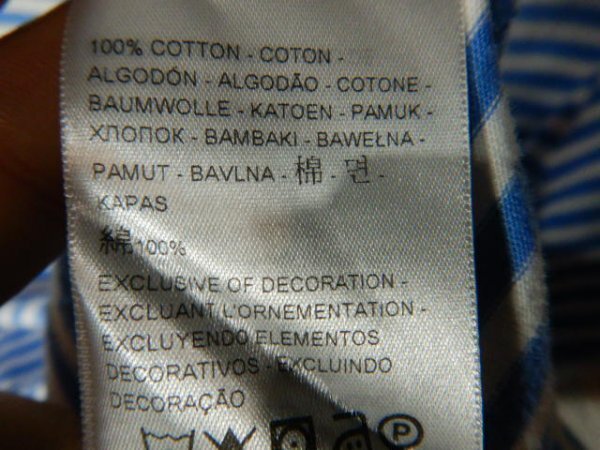 100% COTTON - COTON -
ALGODÓN - ALGODÃO - COTONE -
BAUMWOLLE - KATOEN - PAMUK -
ХЛОПОК - BAMBAKI - BAWEŁNA -
PAMUT - BAVLNA - 棉 - 면 -
KAPAS
綿100%
EXCLUSIVE OF DECORATION -
EXCLUANT L'ORNEMENTATION -
EXCLUYENDO ELEMENTOS
DECORATIVOS - EXCLUINDO
DECORAÇÃO
P